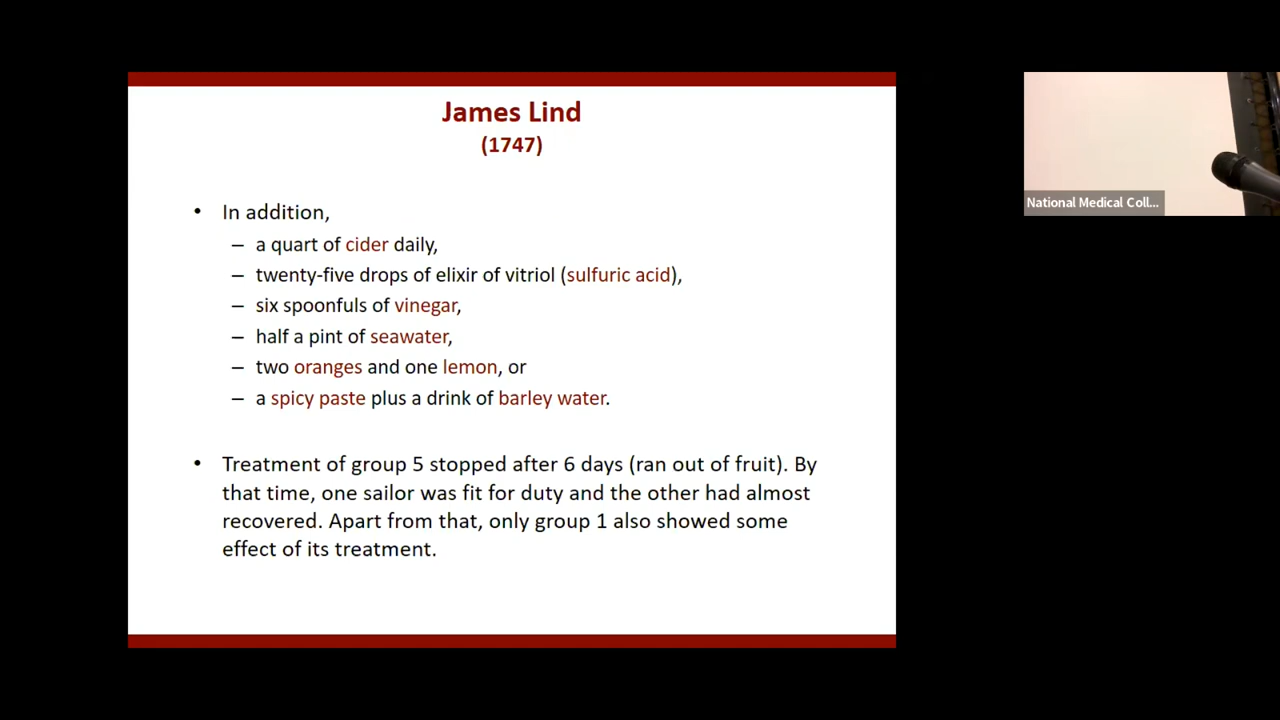 James Lind
(1747)
• In addition,
– a quart of cider daily,
– twenty-five drops of elixir of vitriol (sulfuric acid),
– six spoonfuls of vinegar,
– half a pint of seawater,
– two oranges and one lemon, or
– a spicy paste plus a drink of barley water.
• Treatment of group 5 stopped after 6 days (ran out of fruit). By
that time, one sailor was fit for duty and the other had almost
recovered. Apart from that, only group 1 also showed some
effect of its treatment.
National Medical Coll...